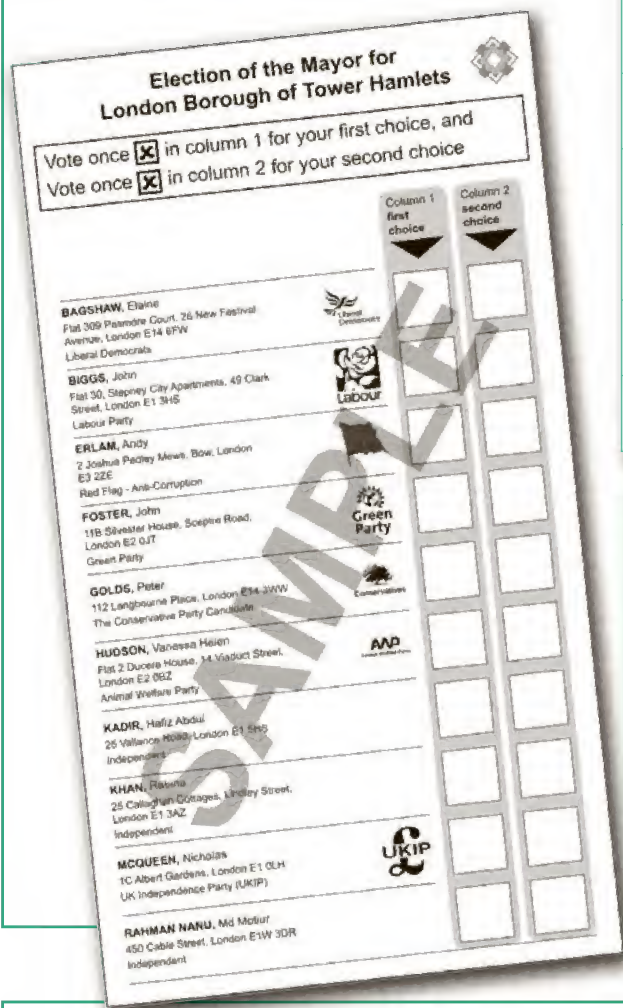 Election of the Mayor for
London Borough of Tower Hamlets
Vote once X in column 1 for your first choice, and
Vote once X in column 2 for your second choice
Column 1
first
choice
Column 2
second
choice
BAGSHAW, Elaine
Flat 309 Pasmore Court, 26 New Festival
Avenue, London E14 6FW
Liberal Democrats
Liberal
Democrats
BIGGS, John
Flat 30, Stepney City Apartments, 49 Clark
Street, London E1 3HS
Labour Party
Labour
ERLAM, Andy
2 Joshua Pedley Mews, Bow, London
E3 2ZE
Red Flag - Anti-Corruption
FOSTER, John
11B Silvester House, Sceptre Road,
London E2 0JT
Green Party
Green
Party
GOLDS, Peter
112 Langbourne Place, London E14 3WW
The Conservative Party Candidate
Conservatives
HUDSON, Vanessa Helen
Flat 2 Ducere House, 14 Viaduct Street,
London E2 0BZ
Animal Welfare Party
AAP
KADIR, Hafiz Abdul
25 Vallance Road, London E1 5HS
Independent
KHAN, Rabina
25 Callaghan Cottages, Lindley Street,
London E1 3AZ
Independent
MCQUEEN, Nicholas
1C Albert Gardens, London E1 0LH
UK Independence Party (UKIP)
UKIP
RAHMAN NANU, Md Motiur
450 Cable Street, London E1W 3DR
Independent
SAMPLE